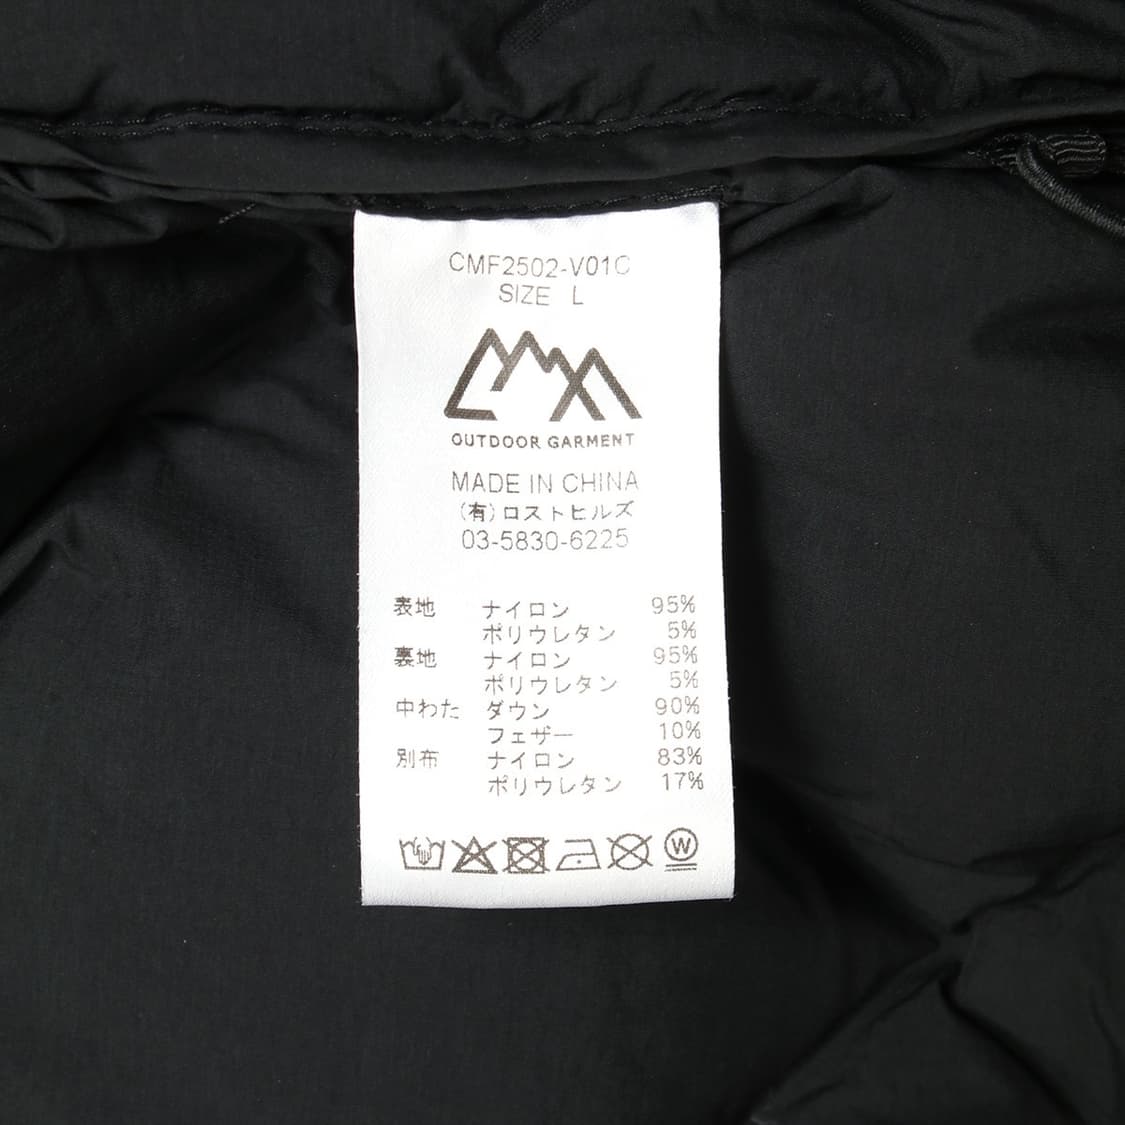 CMF2502-V01C
SIZE L
OUTDOOR GARMENT
MADE IN CHINA
(有)ロストヒルズ
03-5830-6225
表地 ナイロン 95%
ポリウレタン 5%
裏地 ナイロン 95%
ポリウレタン 5%
中わた ダウン 90%
フェザー 10%
別布 ナイロン 83%
ポリウレタン 17%
W